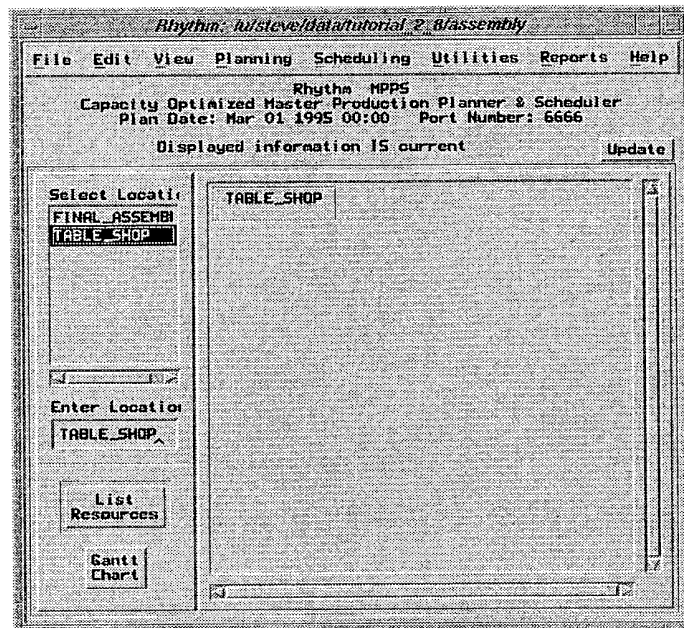 Rhythm: /u/steve/data/tutorial_2_8/assembly
File Edit View Planning Scheduling Utilities Reports Help
Rhythm MPPS
Capacity Optimized Master Production Planner & Scheduler
Plan Date: Mar 01 1995 00:00 Port Number: 6666
Displayed information IS current
Update
Select Locati
FINAL_ASSEMBl
TABLE_SHOP
Enter Location
TABLE_SHOP
List
Resources
Gantt
Chart
TABLE_SHOP